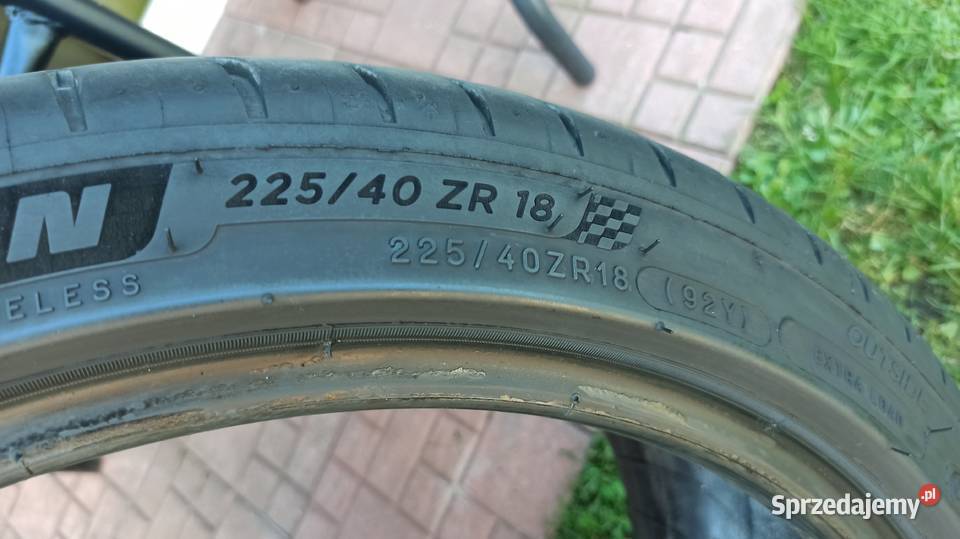 N
225/40 ZR 18
225/40ZR18 (92Y)
ELESS
OUTSIDE
EXTRA LOAD
Sprzedajemy.pl